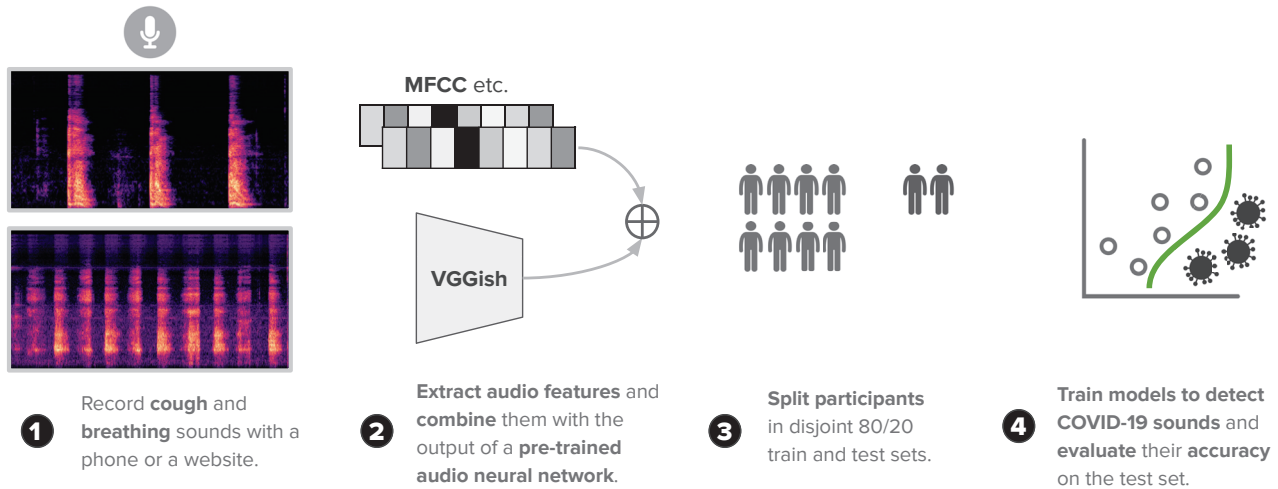 MFCC etc.
VGGish
1
Record cough and
breathing sounds with a
phone or a website.
2
Extract audio features and
combine them with the
output of a pre-trained
audio neural network.
3
Split participants
in disjoint 80/20
train and test sets.
4
Train models to detect
COVID-19 sounds and
evaluate their accuracy
on the test set.